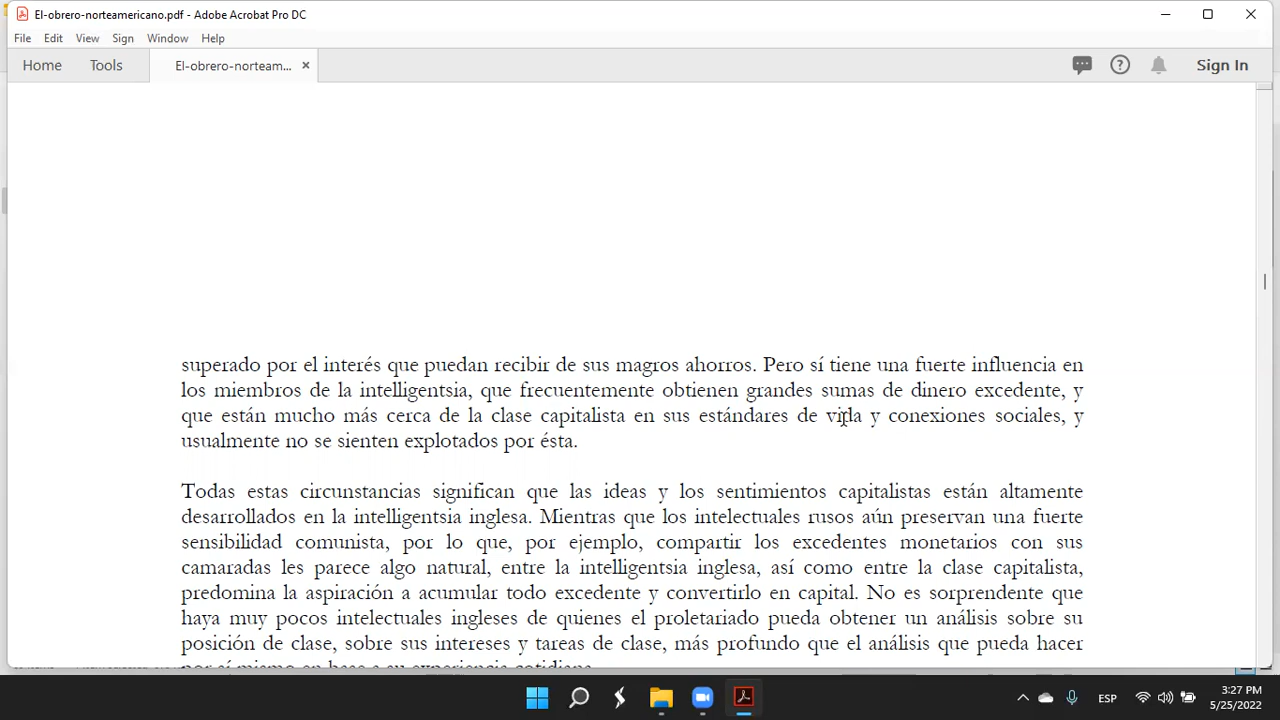 El-obrero-norteamericano.pdf - Adobe Acrobat Pro DC
File Edit View Sign Window Help
Home Tools El-obrero-norteam... × Sign In
superado por el interés que puedan recibir de sus magros ahorros. Pero sí tiene una fuerte influencia en
los miembros de la intelligentsia, que frecuentemente obtienen grandes sumas de dinero excedente, y
que están mucho más cerca de la clase capitalista en sus estándares de vida y conexiones sociales, y
usualmente no se sienten explotados por ésta.
Todas estas circunstancias significan que las ideas y los sentimientos capitalistas están altamente
desarrollados en la intelligentsia inglesa. Mientras que los intelectuales rusos aún preservan una fuerte
sensibilidad comunista, por lo que, por ejemplo, compartir los excedentes monetarios con sus
camaradas les parece algo natural, entre la intelligentsia inglesa, así como entre la clase capitalista,
predomina la aspiración a acumular todo excedente y convertirlo en capital. No es sorprendente que
haya muy pocos intelectuales ingleses de quienes el proletariado pueda obtener un análisis sobre su
posición de clase, sobre sus intereses y tareas de clase, más profundo que el análisis que pueda hacer
por sí mismo en base a su experiencia cotidiana.
ESP
3:27 PM
5/25/2022